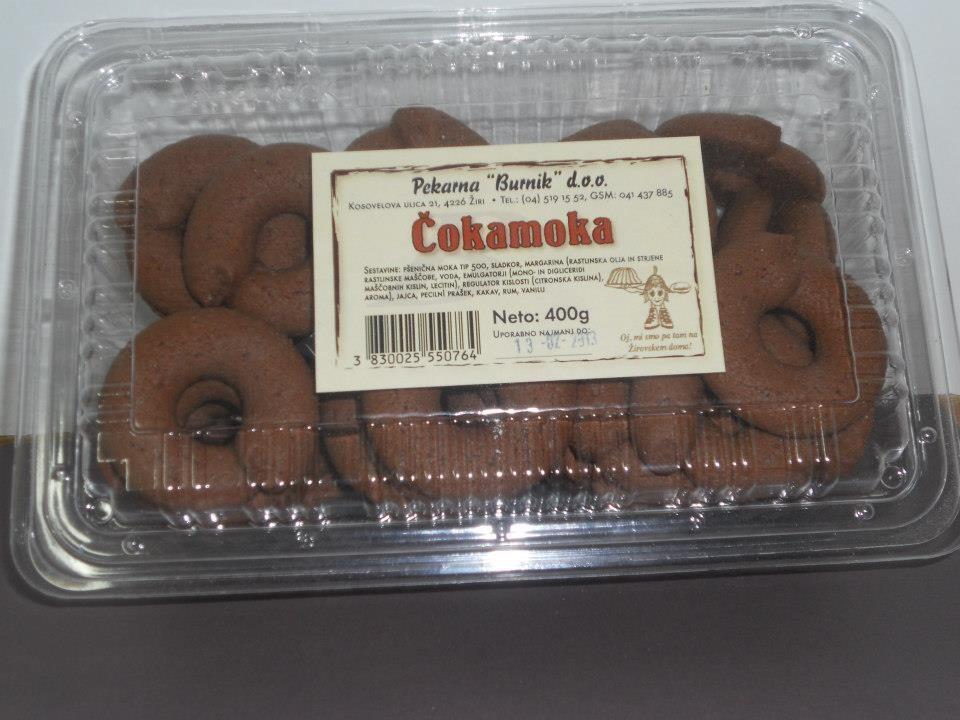 Pekarna "Burnik" d.o.o.
Kosovelova ulica 21, 4226 Žiri • Tel.: (04) 519 15 52, GSM: 041 437 885
Čokamoka
Sestavine: pšenična moka tip 500, sladkor, margarina (rastlinska olja in strjene
rastlinske maščobe, voda, emulgatorji (mono- in digliceridi
maščobnih kislin, lecitin), regulator kislosti (citronska kislina),
aroma), jajca, pecilni prašek, kakav, rum, vanilij
Neto: 400g
Uporabno najmanj do:
13 -02- 2013
3 830025 550764
Oj, mi smo pa tam na
Žirovskem doma!